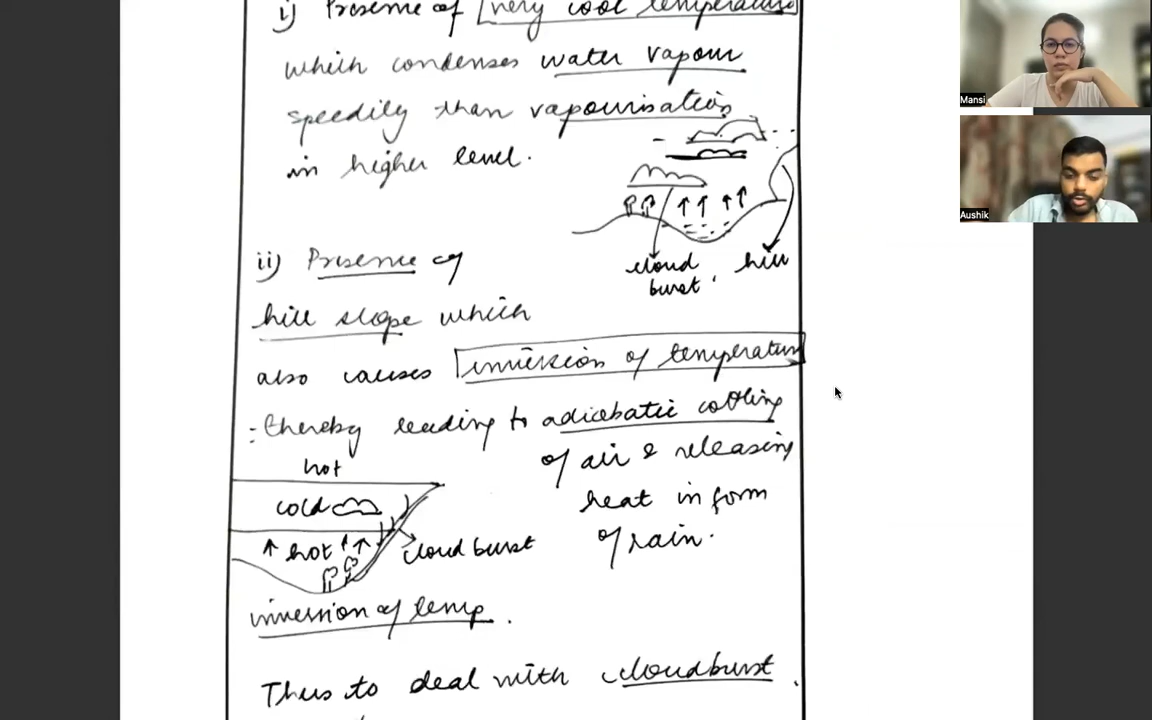 i) Presence of very cool temperature
which condenses water vapour
speedily than vapourisation
in higher level.
cloud burst, hill
ii) Presence of
hill slope which
also causes inversion of temperature
thereby leading to adiebatic cooling
of air & releasing
heat in form
of rain.
hot
cold
hot
cloud burst
inversion of temp.
Thus to deal with cloudburst
Mansi
Aushik